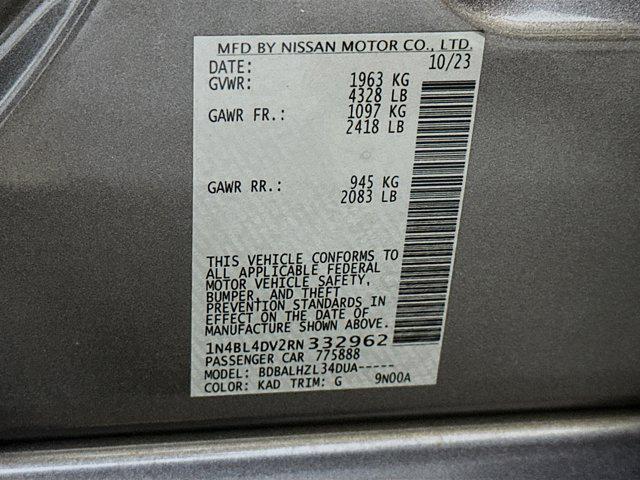 MFD BY NISSAN MOTOR CO., LTD.
DATE: 10/23
GVWR: 1963 KG
4328 LB
GAWR FR.: 1097 KG
2418 LB
GAWR RR.: 945 KG
2083 LB
THIS VEHICLE CONFORMS TO
ALL APPLICABLE FEDERAL
MOTOR VEHICLE SAFETY,
BUMPER, AND THEFT
PREVENTION STANDARDS IN
EFFECT ON THE DATE OF
MANUFACTURE SHOWN ABOVE.
1N4BL4DV2RN 332962
PASSENGER CAR 775888
MODEL: BDBALHZL34DUA-----
COLOR: KAD TRIM: G 9N00A